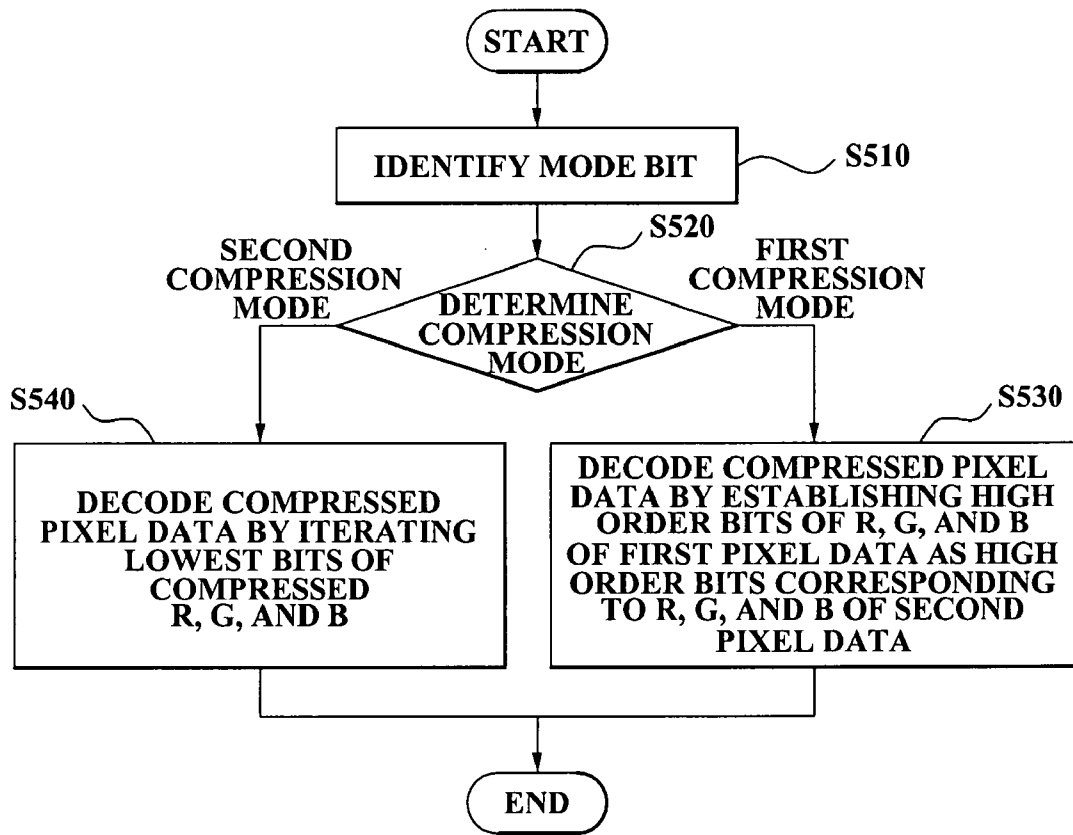 START
IDENTIFY MODE BIT
S510
S520
SECOND
COMPRESSION
MODE
FIRST
COMPRESSION
MODE
DETERMINE
COMPRESSION
MODE
S540
S530
DECODE COMPRESSED
PIXEL DATA BY ITERATING
LOWEST BITS OF
COMPRESSED
R, G, AND B
DECODE COMPRESSED PIXEL
DATA BY ESTABLISHING HIGH
ORDER BITS OF R, G, AND B
OF FIRST PIXEL DATA AS HIGH
ORDER BITS CORRESPONDING
TO R, G, AND B OF SECOND
PIXEL DATA
END